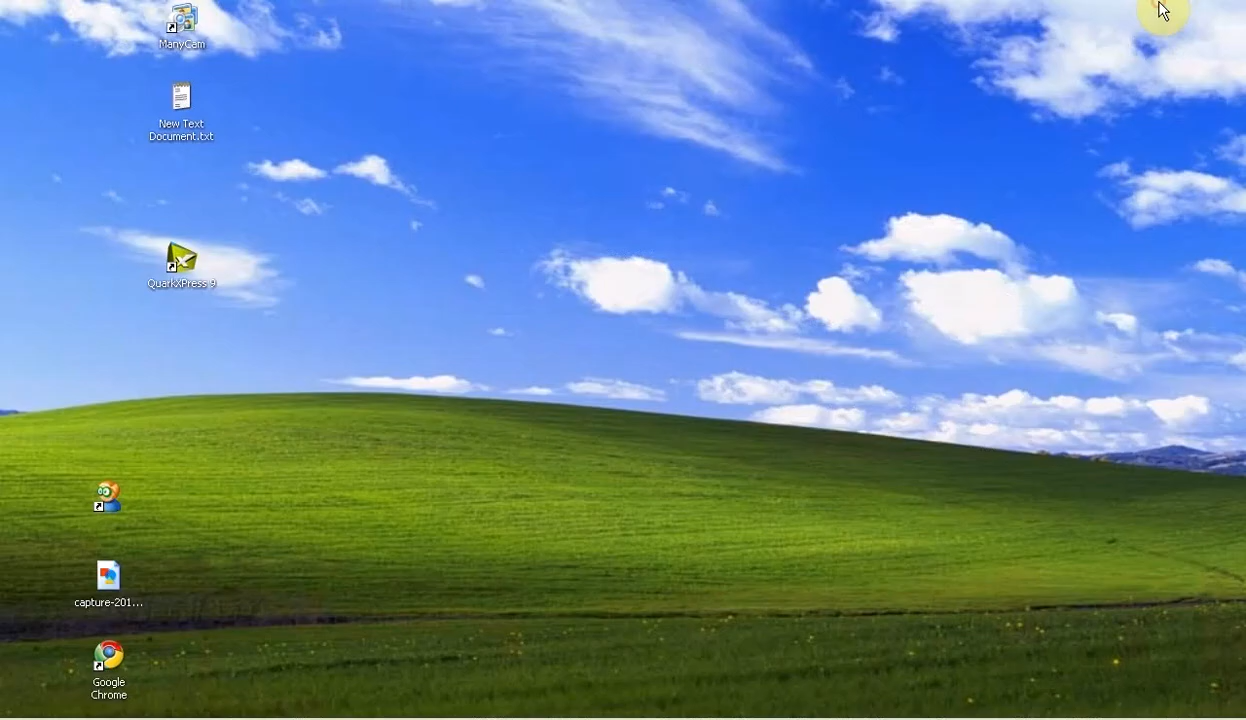 ManyCam
New Text
Document.txt
QuarkXPress 9
capture-201...
Google
Chrome